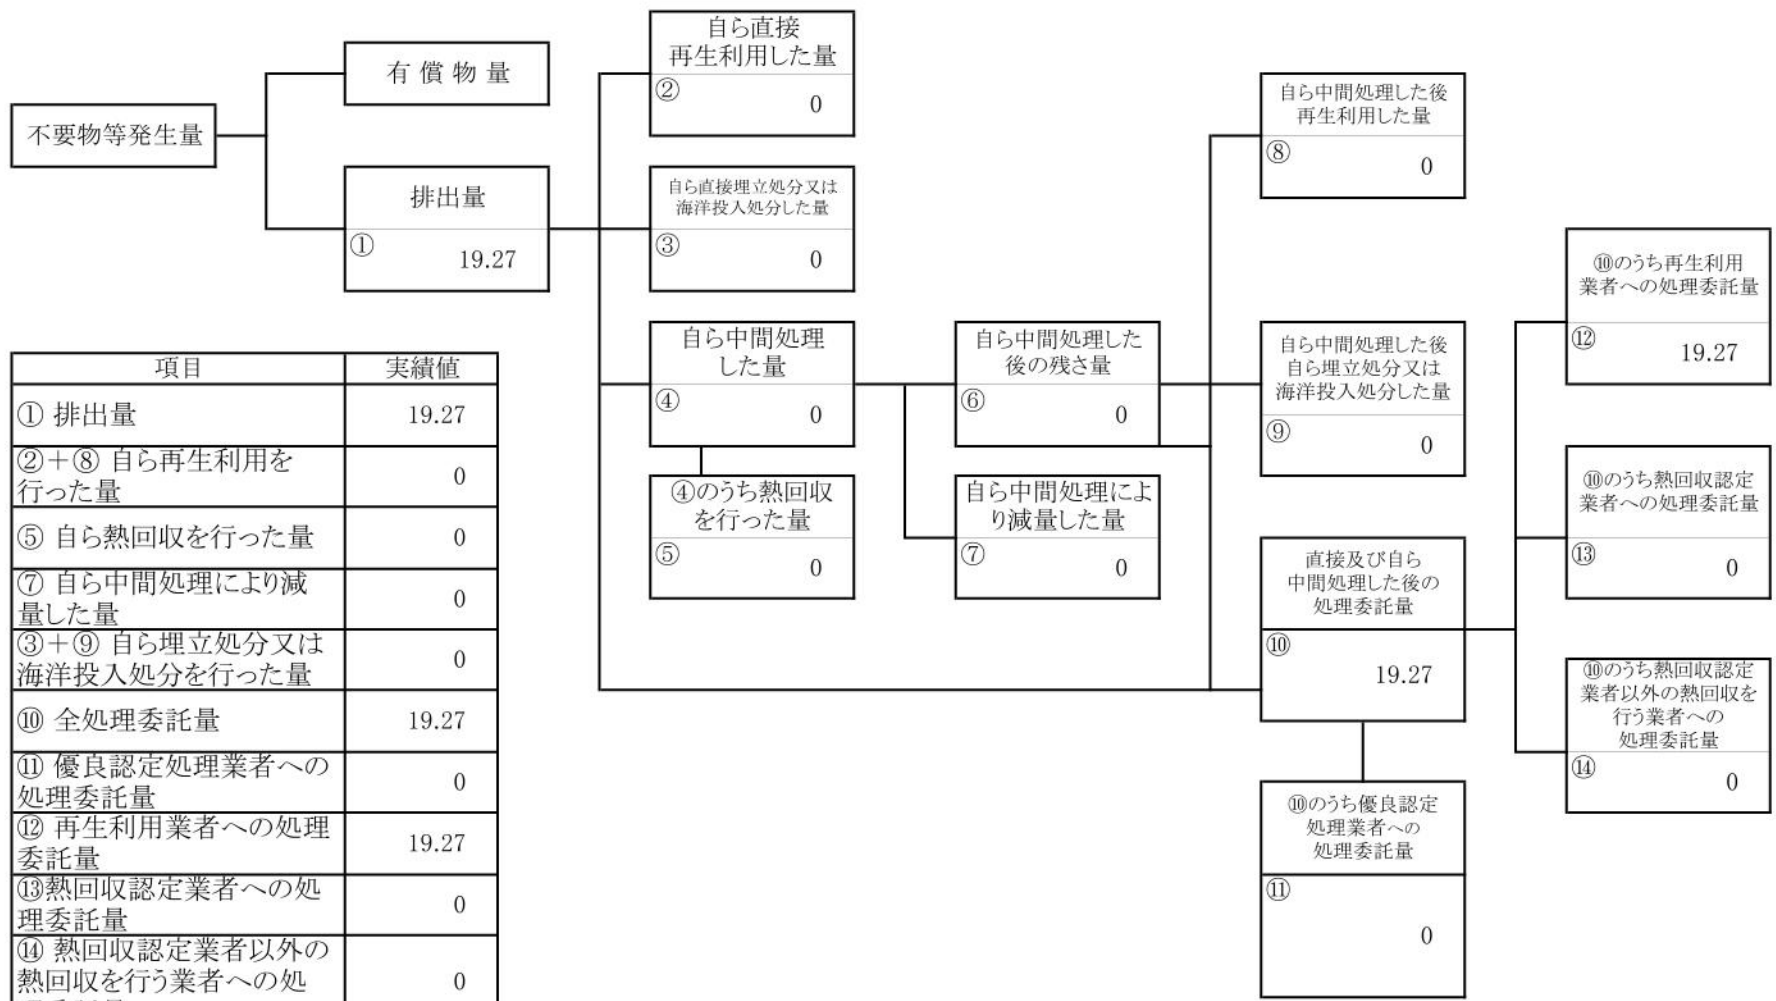 不要物等発生量
有 償 物 量
排出量
①
19.27
自ら直接
再生利用した量
②
0
自ら直接埋立処分又は
海洋投入処分した量
③
0
自ら中間処理
した量
④
0
④のうち熱回収
を行った量
⑤
0
自ら中間処理した
後の残さ量
⑥
0
自ら中間処理によ
り減量した量
⑦
0
自ら中間処理した後
再生利用した量
⑧
0
自ら中間処理した後
自ら埋立処分又は
海洋投入処分した量
⑨
0
直接及び自ら
中間処理した後の
処理委託量
⑩
19.27
⑩のうち優良認定
処理業者への
処理委託量
⑪
0
⑩のうち再生利用
業者への処理委託量
⑫
19.27
⑩のうち熱回収認定
業者への処理委託量
⑬
0
⑩のうち熱回収認定
業者以外の熱回収を
行う業者への
処理委託量
⑭
0
項目 実績値
① 排出量 19.27
②+⑧ 自ら再生利用を
行った量 0
⑤ 自ら熱回収を行った量 0
⑦ 自ら中間処理により減
量した量 0
③+⑨ 自ら埋立処分又は
海洋投入処分を行った量 0
⑩ 全処理委託量 19.27
⑪ 優良認定処理業者への
処理委託量 0
⑫ 再生利用業者への処理
委託量 19.27
⑬熱回収認定業者への処
理委託量 0
⑭ 熱回収認定業者以外の
熱回収を行う業者への処 0